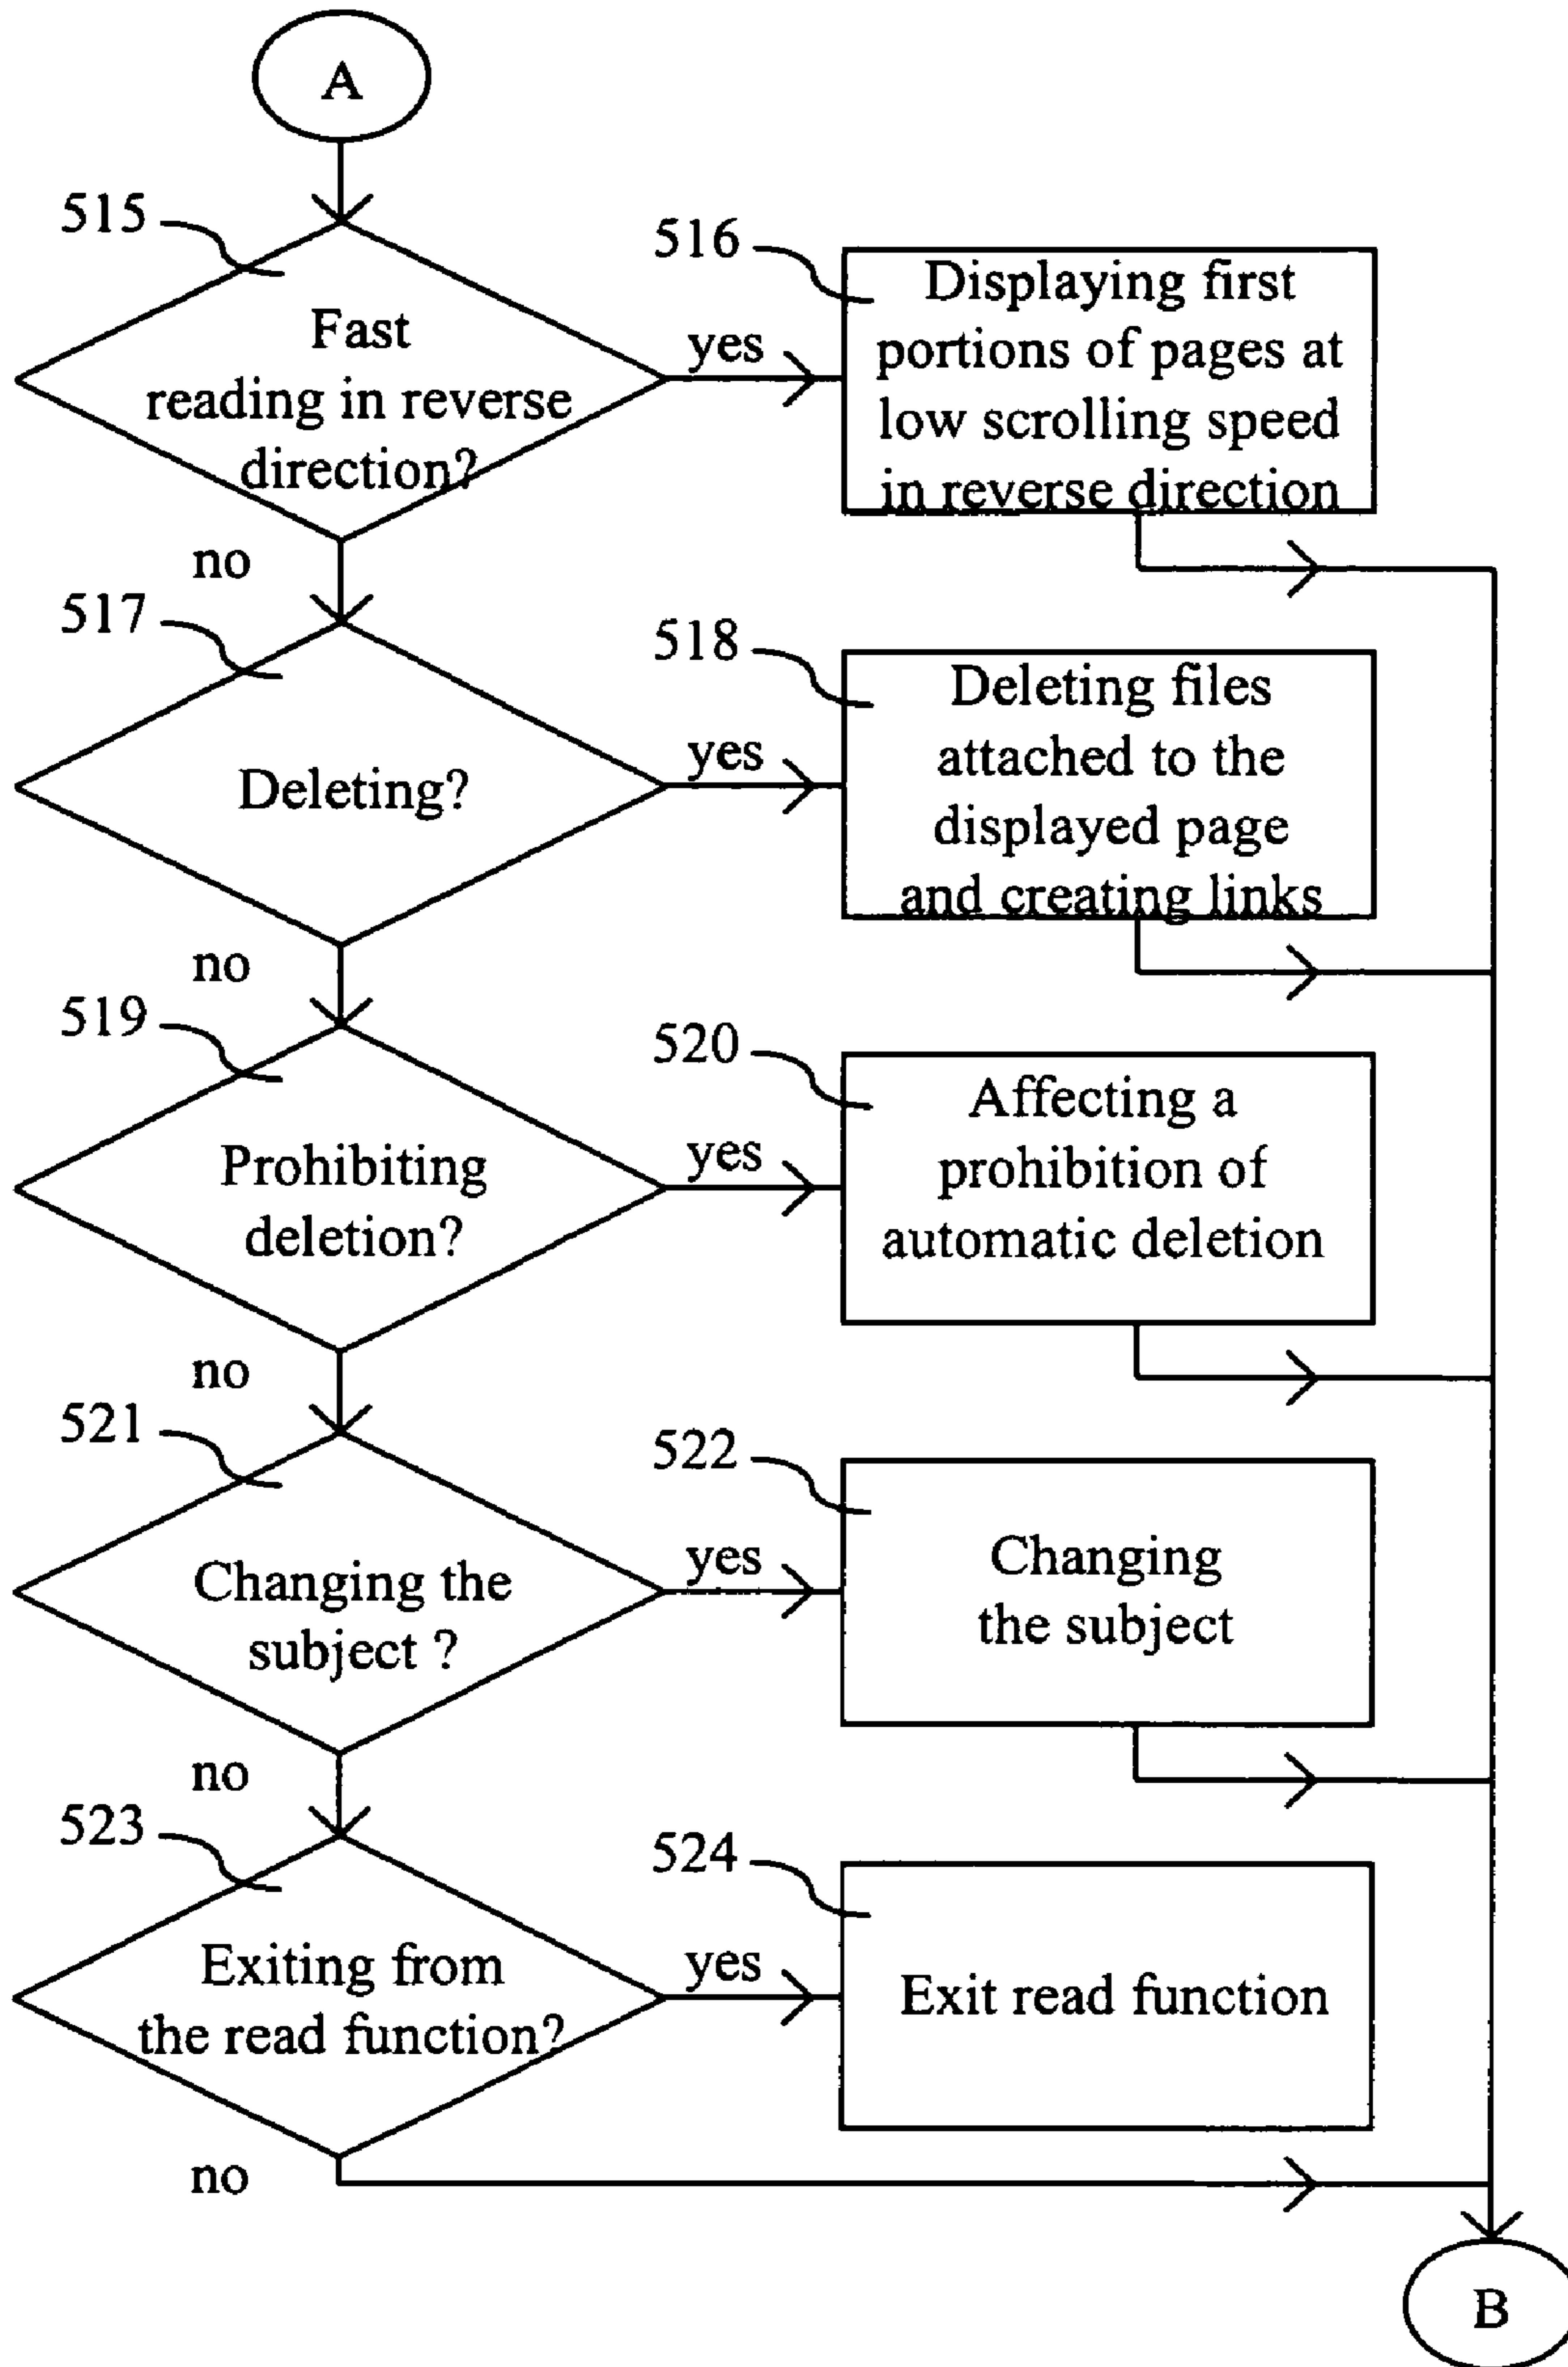 A
515
Fast
reading in reverse
direction?
yes
516
Displaying first
portions of pages at
low scrolling speed
in reverse direction
no
517
Deleting?
yes
518
Deleting files
attached to the
displayed page
and creating links
no
519
Prohibiting
deletion?
yes
520
Affecting a
prohibition of
automatic deletion
no
521
Changing the
subject ?
yes
522
Changing
the subject
no
523
Exiting from
the read function?
yes
524
Exit read function
no
B